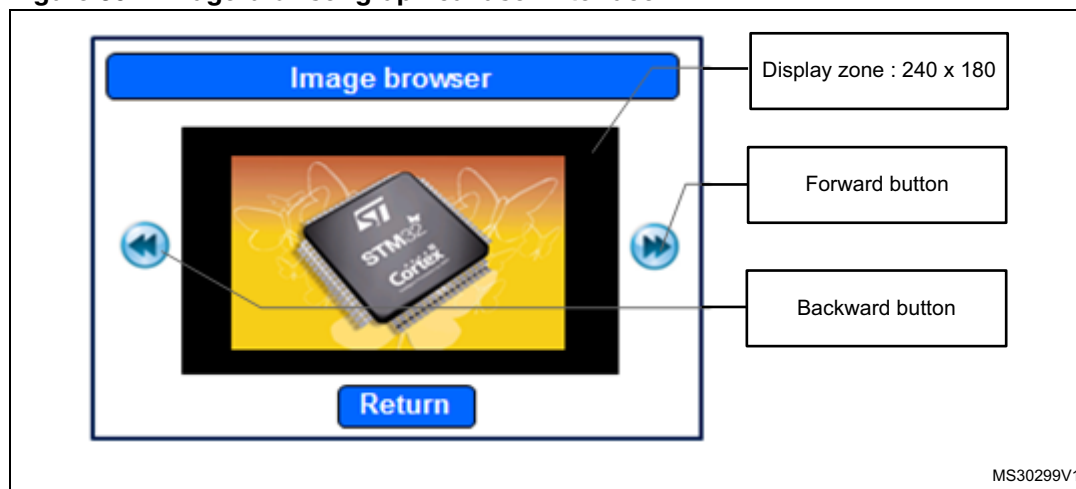 Image browser
Display zone : 240 x 180
Forward button
STM32
Cortex
Backward button
Return
MS30299V1